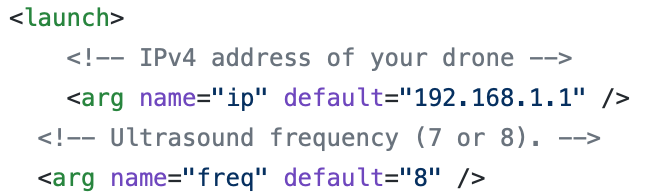 <launch>
<!-- IPv4 address of your drone -->
<arg name="ip" default="192.168.1.1" />
<!-- Ultrasound frequency (7 or 8). -->
<arg name="freq" default="8" />